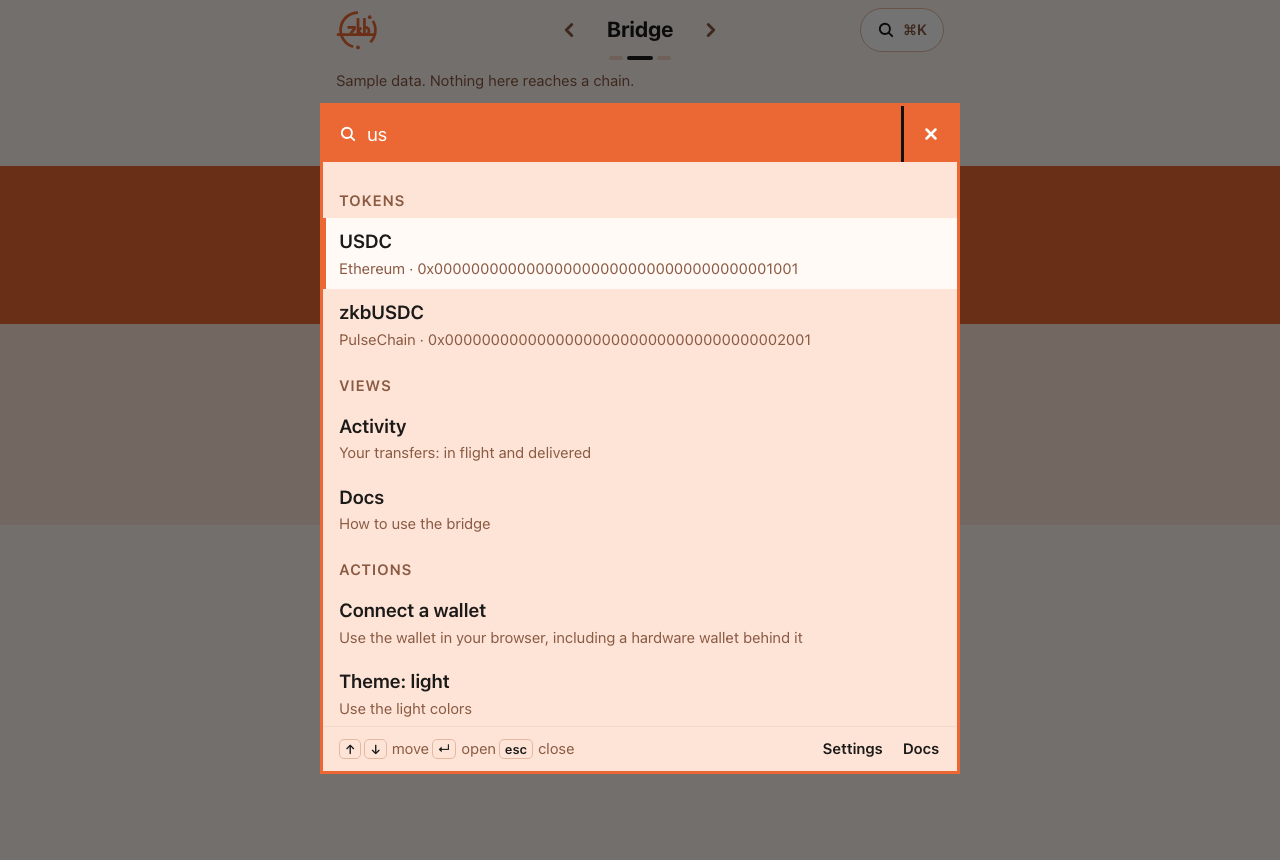 zkb
Bridge
⌘K
Sample data. Nothing here reaches a chain.
us
TOKENS
USDC
Ethereum · 0x0000000000000000000000000000000000001001
zkbUSDC
PulseChain · 0x0000000000000000000000000000000000002001
VIEWS
Activity
Your transfers: in flight and delivered
Docs
How to use the bridge
ACTIONS
Connect a wallet
Use the wallet in your browser, including a hardware wallet behind it
Theme: light
Use the light colors
↑ ↓ move ↵ open esc close
Settings Docs